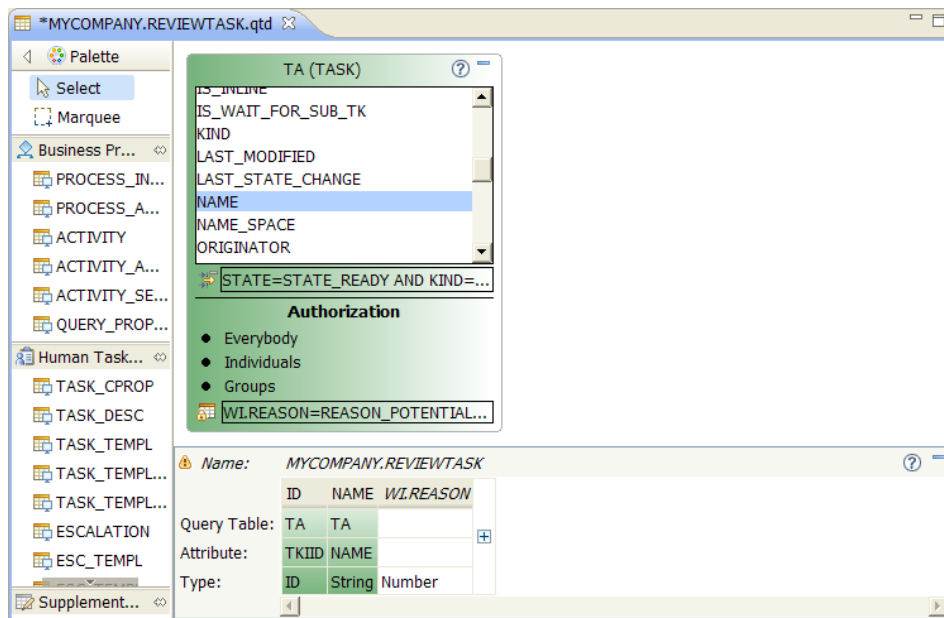 *MYCOMPANY.REVIEWTASK.qtd
Palette
Select
Marquee
Business Pr...
PROCESS_IN...
PROCESS_A...
ACTIVITY
ACTIVITY_A...
ACTIVITY_SE...
QUERY_PROP...
Human Task...
TASK_CPROP
TASK_DESC
TASK_TEMPL
TASK_TEMPL...
TASK_TEMPL...
ESCALATION
ESC_TEMPL
Supplement...
TA (TASK)
IS_INLINE
IS_WAIT_FOR_SUB_TK
KIND
LAST_MODIFIED
LAST_STATE_CHANGE
NAME
NAME_SPACE
ORIGINATOR
STATE=STATE_READY AND KIND=...
Authorization
Everybody
Individuals
Groups
WI.REASON=REASON_POTENTIAL...
Name: MYCOMPANY.REVIEWTASK
ID NAME WI.REASON
Query Table: TA TA
Attribute: TKIID NAME
Type: ID String Number